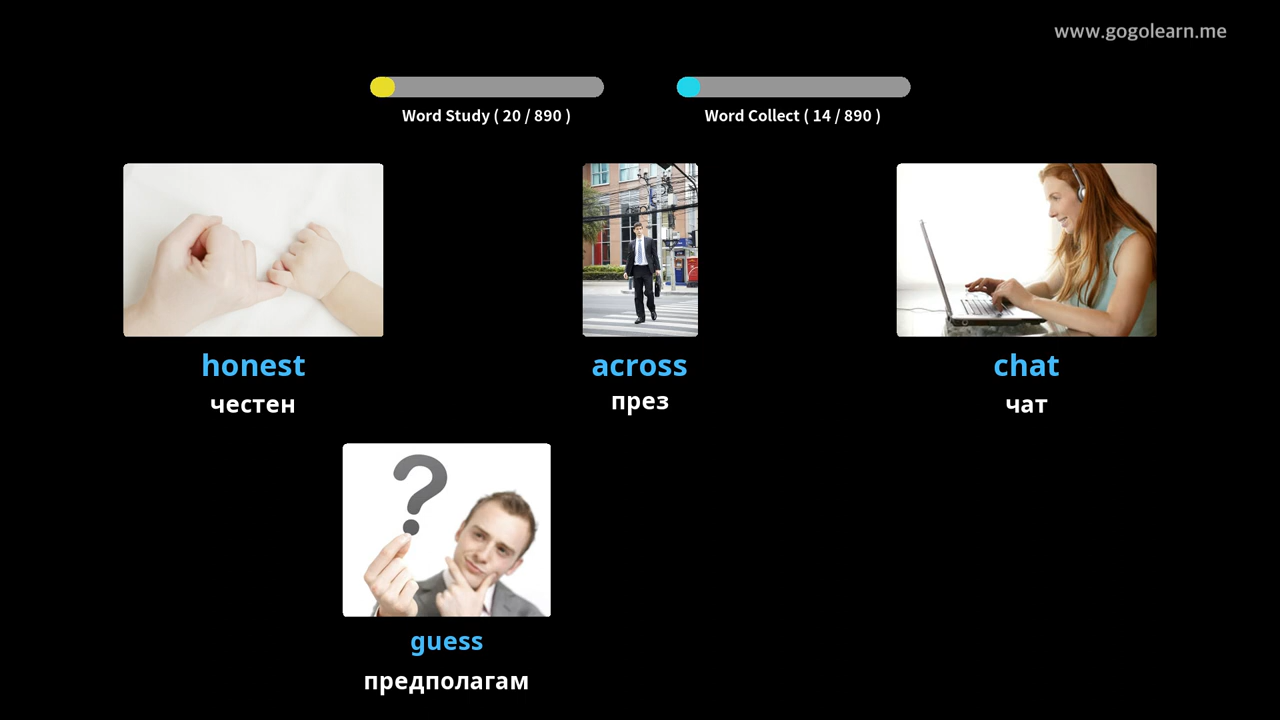 www.gogolearn.me
Word Study ( 20 / 890 )
Word Collect ( 14 / 890 )
honest
честен
across
през
chat
чат
guess
предполагам